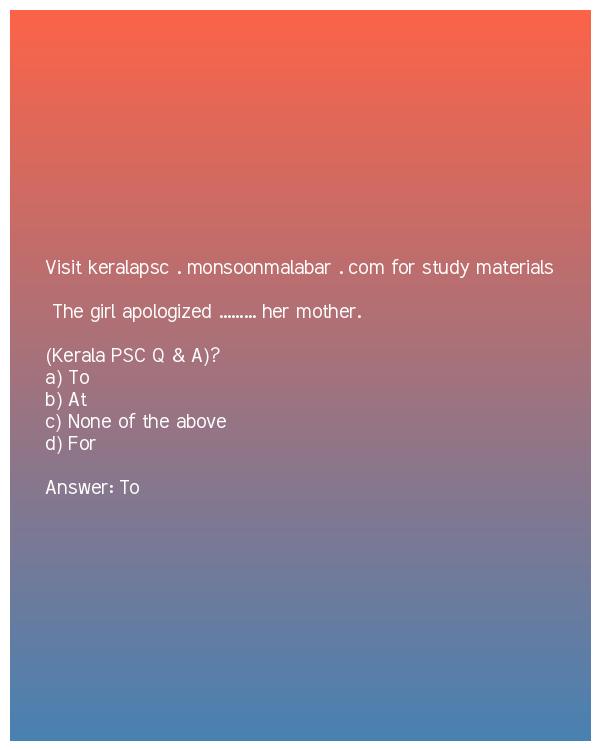 Visit keralapsc . monsoonmalabar . com for study materials
The girl apologized ......... her mother.
(Kerala PSC Q & A)?
a) To
b) At
c) None of the above
d) For
Answer: To